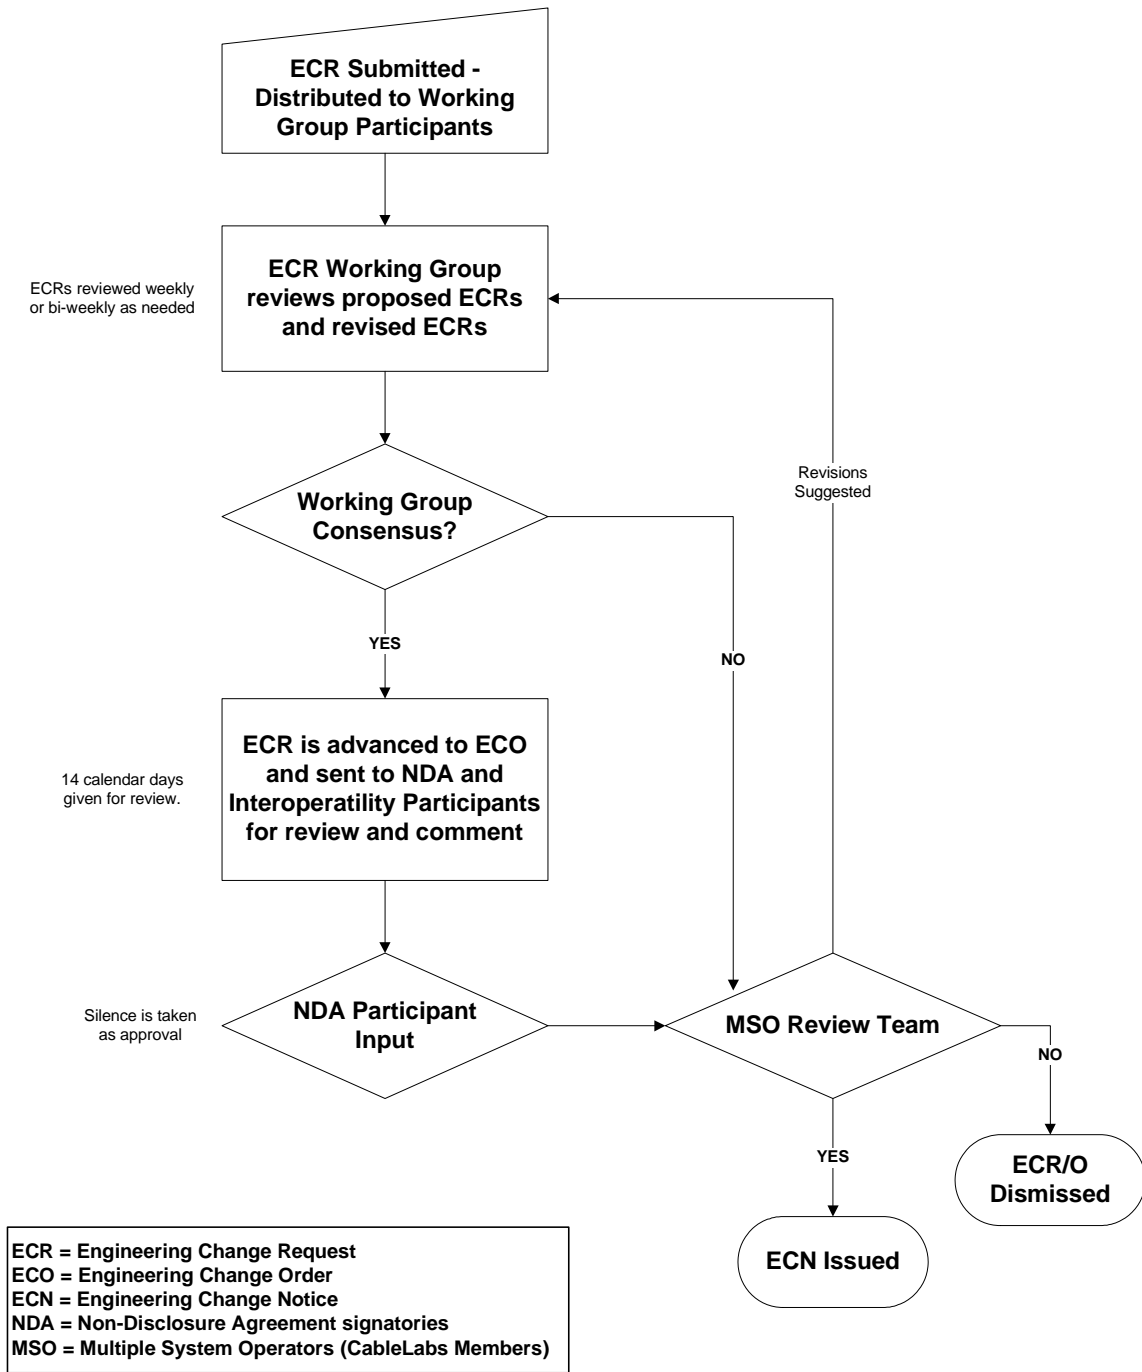 ECR Submitted -
Distributed to Working
Group Participants
ECRs reviewed weekly
or bi-weekly as needed
ECR Working Group
reviews proposed ECRs
and revised ECRs
Revisions
Suggested
Working Group
Consensus?
YES
NO
14 calendar days
given for review.
ECR is advanced to ECO
and sent to NDA and
Interoperatility Participants
for review and comment
Silence is taken
as approval
NDA Participant
Input
MSO Review Team
NO
YES
ECR/O
Dismissed
ECN Issued
ECR = Engineering Change Request
ECO = Engineering Change Order
ECN = Engineering Change Notice
NDA = Non-Disclosure Agreement signatories
MSO = Multiple System Operators (CableLabs Members)